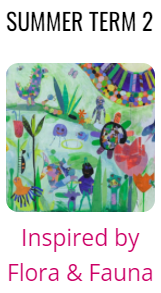 SUMMER TERM 2
Inspired by
Flora & Fauna